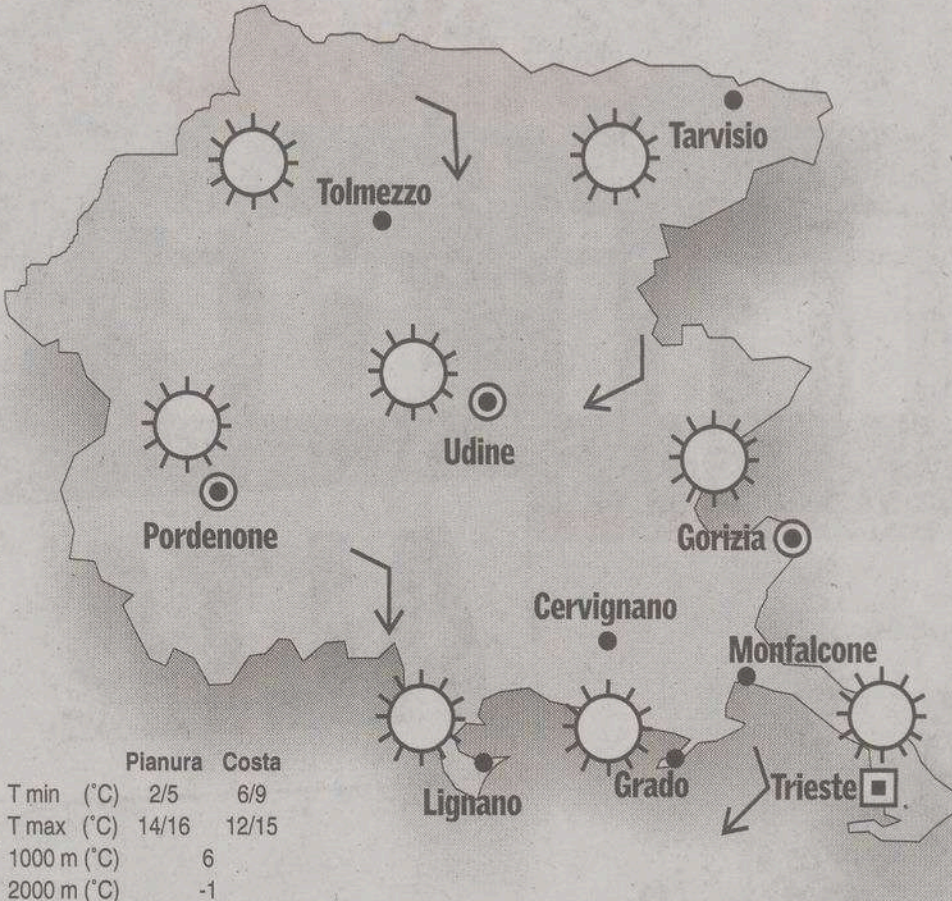 Tarvisio
Tolmezzo
Udine
Pordenone
Gorizia
Cervignano
Monfalcone
Lignano
Grado
Trieste
Pianura Costa
T min (°C) 2/5 6/9
T max (°C) 14/16 12/15
1000 m (°C) 6
2000 m (°C) -1